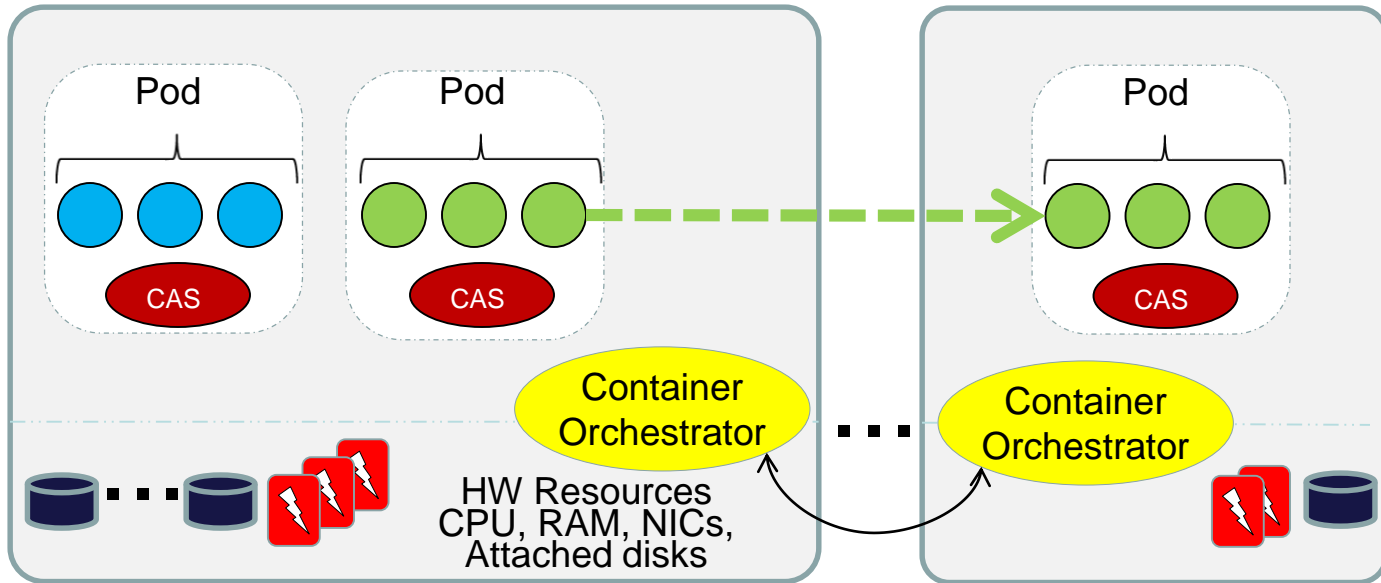 Pod
Pod
Pod
CAS
CAS
CAS
Container
Orchestrator
Container
Orchestrator
HW Resources
CPU, RAM, NICs,
Attached disks